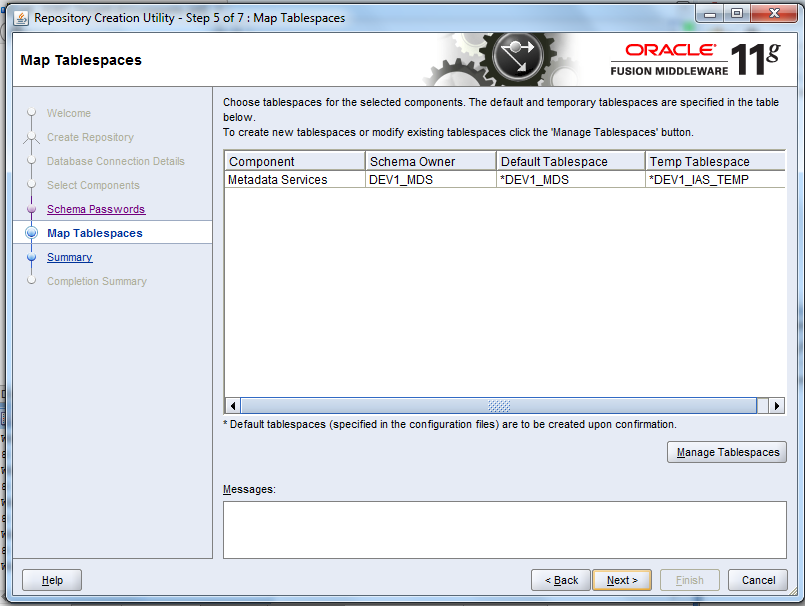 Repository Creation Utility - Step 5 of 7 : Map Tablespaces
Map Tablespaces
ORACLE
FUSION MIDDLEWARE 11g
Welcome
Create Repository
Database Connection Details
Select Components
Schema Passwords
Map Tablespaces
Summary
Completion Summary
Choose tablespaces for the selected components. The default and temporary tablespaces are specified in the table
below.
To create new tablespaces or modify existing tablespaces click the 'Manage Tablespaces' button.
Component Schema Owner Default Tablespace Temp Tablespace
Metadata Services DEV1_MDS *DEV1_MDS *DEV1_IAS_TEMP
* Default tablespaces (specified in the configuration files) are to be created upon confirmation.
Manage Tablespaces
Messages:
Help < Back Next > Finish Cancel